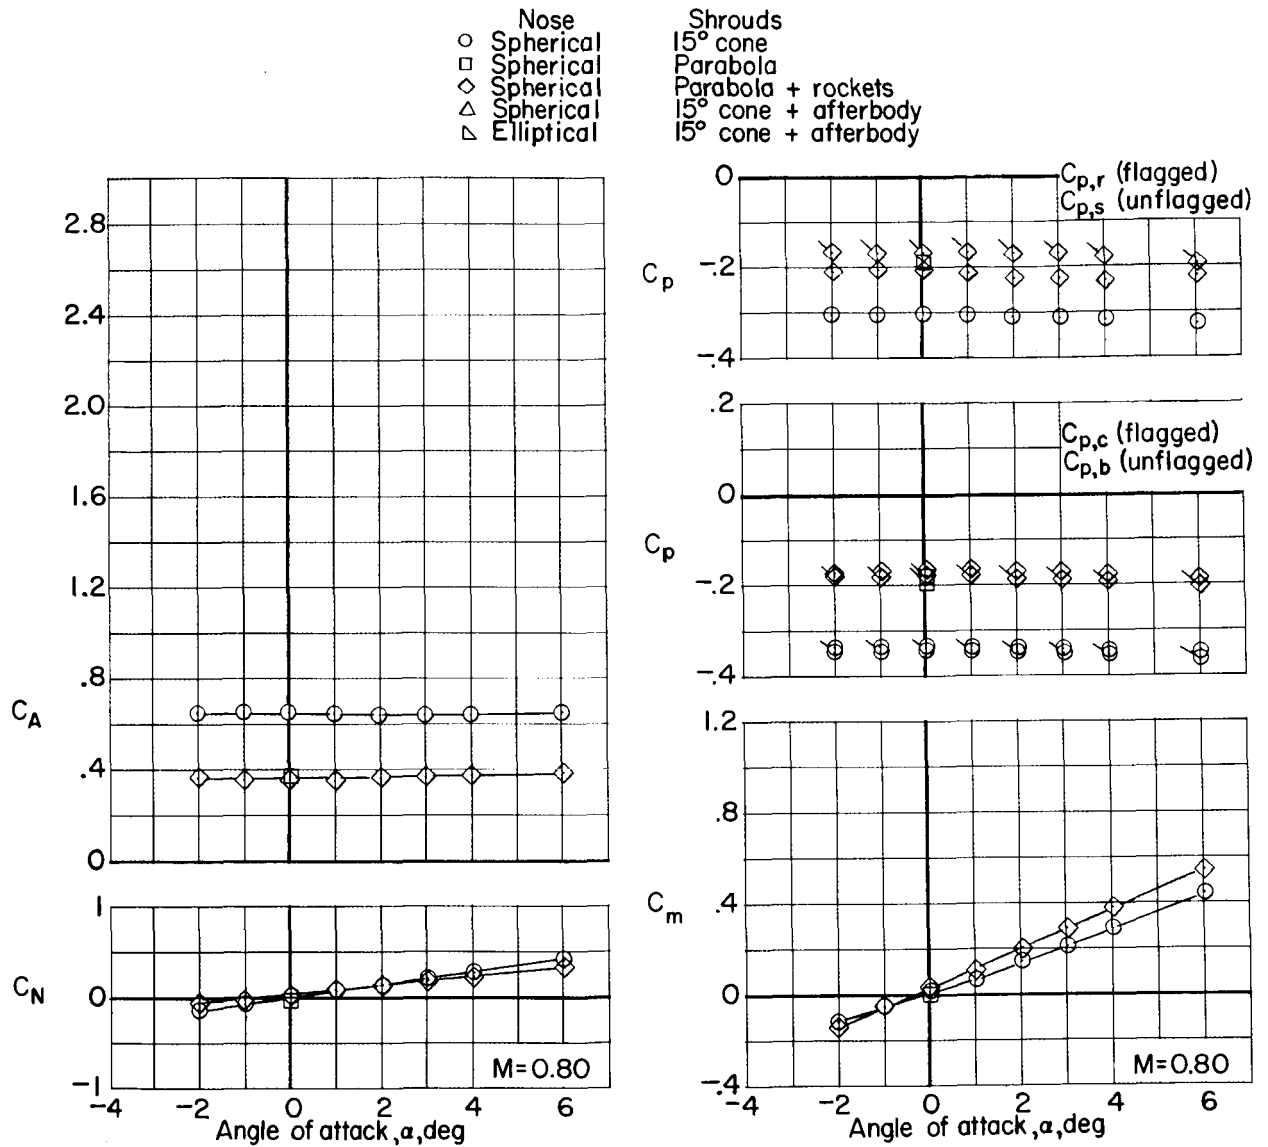 Nose Shrouds
Spherical 15° cone
Spherical Parabola
Spherical Parabola + rockets
Spherical 15° cone + afterbody
Elliptical 15° cone + afterbody
2.8
2.4
2.0
1.6
1.2
.8
.4
0
C_A
1
0
-1
C_N
M=0.80
-4 -2 0 2 4 6
Angle of attack, α, deg
0
-.2
-.4
C_p
C_p,r (flagged)
C_p,s (unflagged)
.2
0
-.2
-.4
C_p
C_p,c (flagged)
C_p,b (unflagged)
1.2
.8
.4
0
-.4
C_m
M=0.80
-4 -2 0 2 4 6
Angle of attack, α, deg